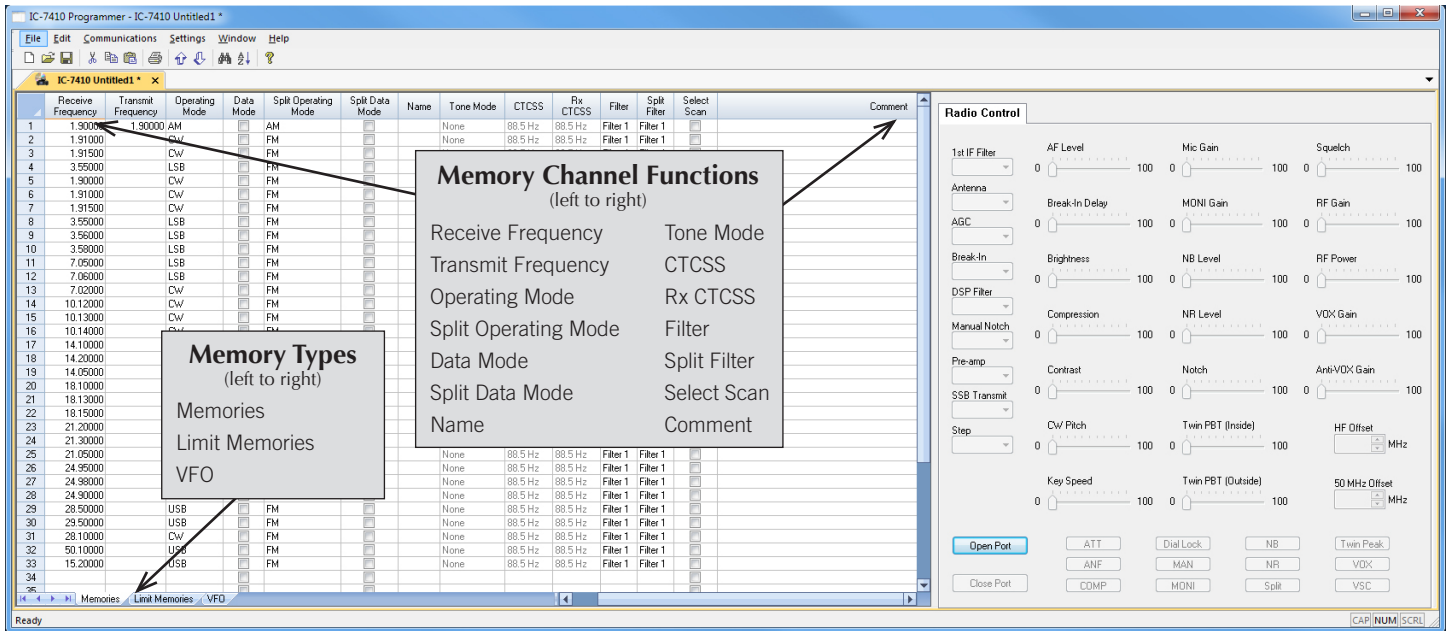 IC-7410 Programmer - IC-7410 Untitled1 *
File Edit Communications Settings Window Help
IC-7410 Untitled1 * x
Receive Frequency Transmit Frequency Operating Mode Data Mode Split Operating Mode Split Data Mode Name Tone Mode CTCSS Rx CTCSS Filter Split Filter Select Scan Comment
1 1.90000 1.90000 AM AM None 88.5 Hz 88.5 Hz Filter 1 Filter 1
2 1.91000 CW FM None 88.5 Hz 88.5 Hz Filter 1 Filter 1
3 1.91500 CW FM
4 3.55000 LSB FM
5 1.90000 CW FM
6 1.91000 CW FM
7 1.91500 CW FM
8 3.55000 LSB FM
9 3.56000 LSB FM
10 3.58000 LSB FM
11 7.05000 LSB FM
12 7.06000 LSB FM
13 7.02000 CW FM
14 10.12000 CW FM
15 10.13000 CW FM
16 10.14000
17 14.10000
18 14.20000
19 14.05000
20 18.10000
21 18.13000
22 18.15000
23 21.20000
24 21.30000
25 21.05000 None 88.5 Hz 88.5 Hz Filter 1 Filter 1
26 24.95000 None 88.5 Hz 88.5 Hz Filter 1 Filter 1
27 24.98000 None 88.5 Hz 88.5 Hz Filter 1 Filter 1
28 24.90000 None 88.5 Hz 88.5 Hz Filter 1 Filter 1
29 28.50000 USB FM None 88.5 Hz 88.5 Hz Filter 1 Filter 1
30 29.50000 USB FM None 88.5 Hz 88.5 Hz Filter 1 Filter 1
31 28.10000 CW FM None 88.5 Hz 88.5 Hz Filter 1 Filter 1
32 50.10000 USB FM None 88.5 Hz 88.5 Hz Filter 1 Filter 1
33 15.20000 USB FM None 88.5 Hz 88.5 Hz Filter 1 Filter 1
34
35
Memories Limit Memories VFO
Ready
Memory Channel Functions
(left to right)
Receive Frequency
Transmit Frequency
Operating Mode
Split Operating Mode
Data Mode
Split Data Mode
Name
Tone Mode
CTCSS
Rx CTCSS
Filter
Split Filter
Select Scan
Comment
Memory Types
(left to right)
Memories
Limit Memories
VFO
Radio Control
1st IF Filter
Antenna
AGC
Break-In
DSP Filter
Manual Notch
Pre-amp
SSB Transmit
Step
AF Level Mic Gain Squelch
0 100 0 100 0 100
Break-In Delay MONI Gain RF Gain
0 100 0 100 0 100
Brightness NB Level RF Power
0 100 0 100 0 100
Compression NR Level VOX Gain
0 100 0 100 0 100
Contrast Notch Anti-VOX Gain
0 100 0 100 0 100
CW Pitch Twin PBT (Inside) HF Offset
0 100 0 100 MHz
Key Speed Twin PBT (Outside) 50 MHz Offset
0 100 0 100 MHz
Open Port ATT Dial Lock NB Twin Peak
ANF MAN NR VOX
Close Port COMP MONI Split VSC
CAP NUM SCRL